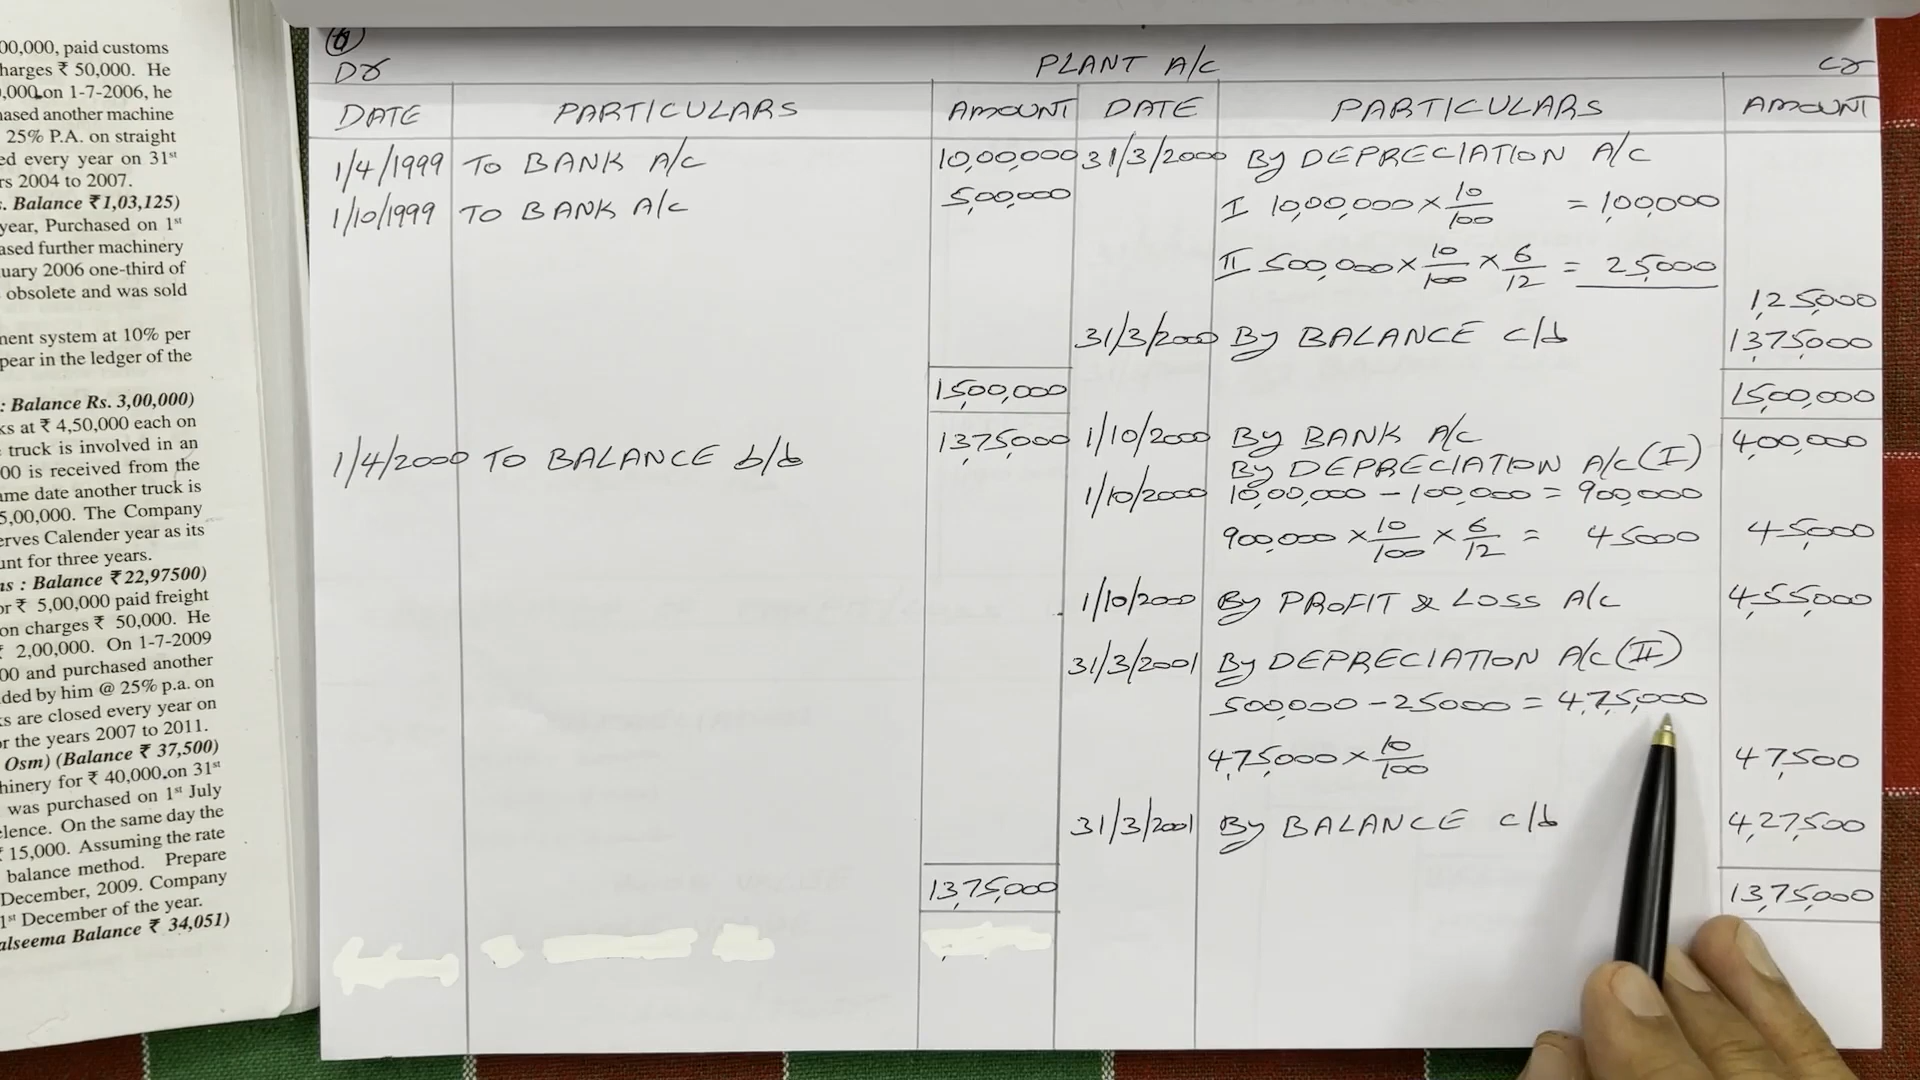 00,000, paid customs
harges ₹ 50,000. He
,000 on 1-7-2006, he
hased another machine
25% P.A. on straight
ed every year on 31st
rs 2004 to 2007.
s. Balance ₹1,03,125)
year, Purchased on 1st
ased further machinery
uary 2006 one-third of
obsolete and was sold
ment system at 10% per
pear in the ledger of the
: Balance Rs. 3,00,000)
ks at ₹ 4,50,000 each on
truck is involved in an
00 is received from the
ame date another truck is
5,00,000. The Company
erves Calender year as its
unt for three years.
ns : Balance ₹ 22,97500)
or ₹ 5,00,000 paid freight
on charges ₹ 50,000. He
₹ 2,00,000. On 1-7-2009
00 and purchased another
ded by him @ 25% p.a. on
ks are closed every year on
or the years 2007 to 2011.
Osm) (Balance ₹ 37,500)
hinery for ₹ 40,000.on 31st
was purchased on 1st July
elence. On the same day the
₹ 15,000. Assuming the rate
balance method. Prepare
December, 2009. Company
1st December of the year.
alseema Balance ₹ 34,051)
Dr PLANT A/c Cr
DATE PARTICULARS AMOUNT DATE PARTICULARS AMOUNT
1/4/1999 TO BANK A/c 10,00,000 31/3/2000 By DEPRECIATION A/c
1/10/1999 TO BANK A/c 500,000 I 10,00,000 × 10/100 = 1,00,000
II 500,000 × 10/100 × 6/12 = 25,000
1,25,000
31/3/2000 By BALANCE c/d 13,75,000
15,00,000 15,00,000
1/4/2000 TO BALANCE b/d 13,75,000 1/10/2000 By BANK A/c 4,00,000
By DEPRECIATION A/c (I)
1/10/2000 10,00,000 - 100,000 = 900,000
900,000 × 10/100 × 6/12 = 45000 45,000
1/10/2000 By PROFIT & LOSS A/c 4,55,000
31/3/2001 By DEPRECIATION A/c (II)
500,000 - 25000 = 4,75,000
4,75,000 × 10/100 47,500
31/3/2001 By BALANCE c/d 4,27,500
13,75,000 13,75,000